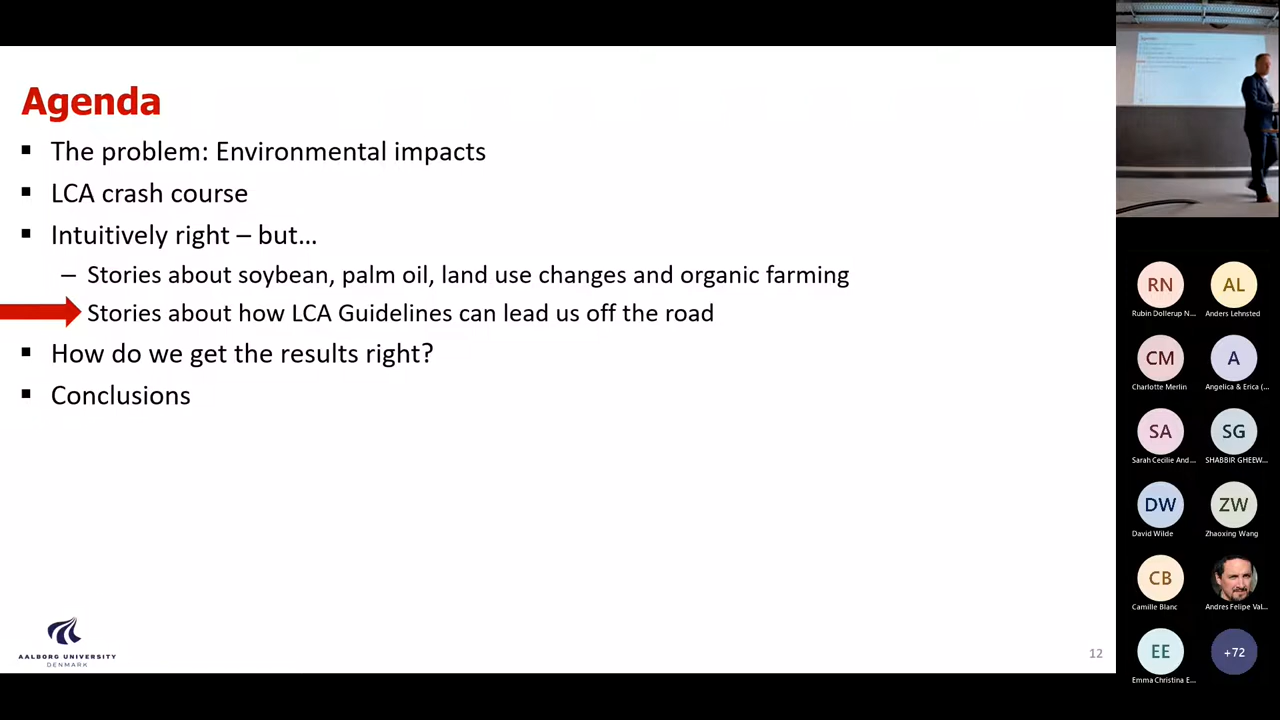 Agenda
▪ The problem: Environmental impacts
▪ LCA crash course
▪ Intuitively right – but…
– Stories about soybean, palm oil, land use changes and organic farming
Stories about how LCA Guidelines can lead us off the road
▪ How do we get the results right?
▪ Conclusions
AALBORG UNIVERSITY
DENMARK
12
RN
Rubin Dollerup N...
AL
Anders Lehnsted
CM
Charlotte Merlin
A
Angelica & Erica (...
SA
Sarah Cecilie And...
SG
SHABBIR GHEEW...
DW
David Wilde
ZW
Zhaoxing Wang
CB
Camille Blanc
Andres Felipe Val...
EE
Emma Christina E...
+72